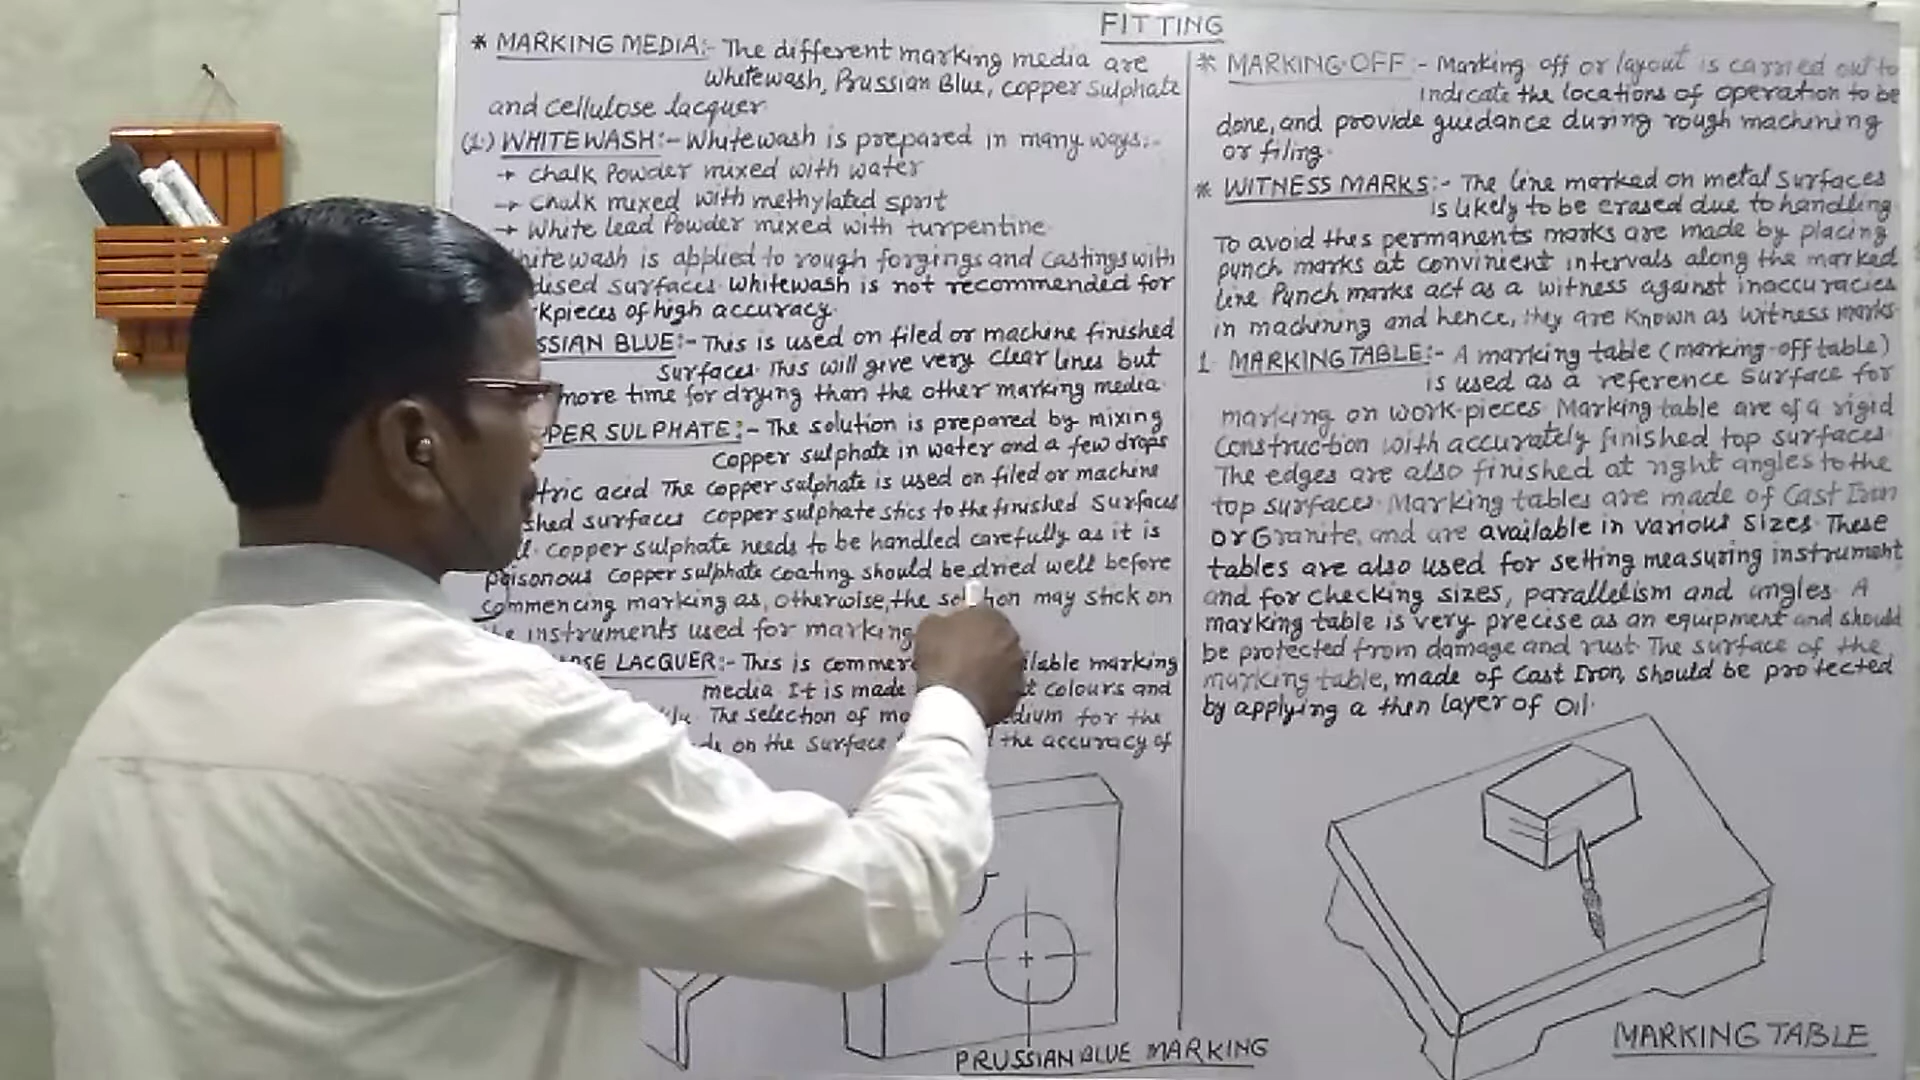 FITTING
* MARKING MEDIA:- The different marking media are
Whitewash, Prussian Blue, copper sulphate
and cellulose lacquer
(1.) WHITEWASH:- Whitewash is prepared in many ways:-
→ chalk Powder mixed with water
→ chalk mixed with methylated sprit
→ White lead Powder mixed with turpentine
hitewash is applied to rough forgings and castings with
dised surfaces. Whitewash is not recommended for
kpieces of high accuracy.
SSIAN BLUE:- This is used on filed or machine finished
surfaces. This will give very clear lines but
more time for drying than the other marking media.
PER SULPHATE:- The solution is prepared by mixing
copper sulphate in water and a few drops
tric acid The copper sulphate is used on filed or machine
shed surfaces copper sulphate stics to the finished surfaces
l. copper sulphate needs to be handled carefully as it is
poisonous copper sulphate coating should be dried well before
commencing marking as, otherwise, the so on may stick on
instruments used for marking
SE LACQUER:- This is commer ilable marking
media. It is made t colours and
The selection of m dium for the
on the surface the accuracy of
PRUSSIAN BLUE MARKING
* MARKING-OFF:- Marking off or layout is carried out to
indicate the locations of operation to be
done, and provide guidance during rough machining
or filing.
* WITNESS MARKS:- The line marked on metal surfaces
is likely to be erased due to handling.
To avoid thes permanents marks are made by placing
punch marks at convinient intervals along the marked
line Punch marks act as a witness against inaccuracies
in machining and hence, they are known as witness marks.
1. MARKING TABLE:- A marking table (marking-off table)
is used as a reference surface for
marking on work-pieces. Marking table are of a rigid
construction with accurately finished top surfaces.
The edges are also finished at right angles to the
top surfaces. Marking tables are made of Cast Iron
or Granite, and are available in various sizes. These
tables are also used for setting measuring instrument
and for checking sizes, parallelism and angles. A
marking table is very precise as an equipment and should
be protected from damage and rust. The surface of the
marking table, made of Cast Iron, should be protected
by applying a then layer of oil.
MARKING TABLE